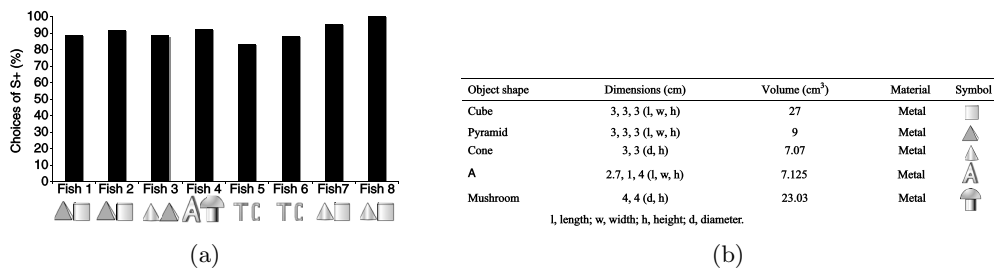 100
90
80
70
60
50
40
30
20
10
0
Choices of S+ (%)
Fish 1 Fish 2 Fish 3 Fish 4 Fish 5 Fish 6 Fish7 Fish 8
A T C T C
(a)
Object shape Dimensions (cm) Volume (cm³) Material Symbol
Cube 3, 3, 3 (l, w, h) 27 Metal
Pyramid 3, 3, 3 (l, w, h) 9 Metal
Cone 3, 3 (d, h) 7.07 Metal
A 2.7, 1, 4 (l, w, h) 7.125 Metal A
Mushroom 4, 4 (d, h) 23.03 Metal
l, length; w, width; h, height; d, diameter.
(b)